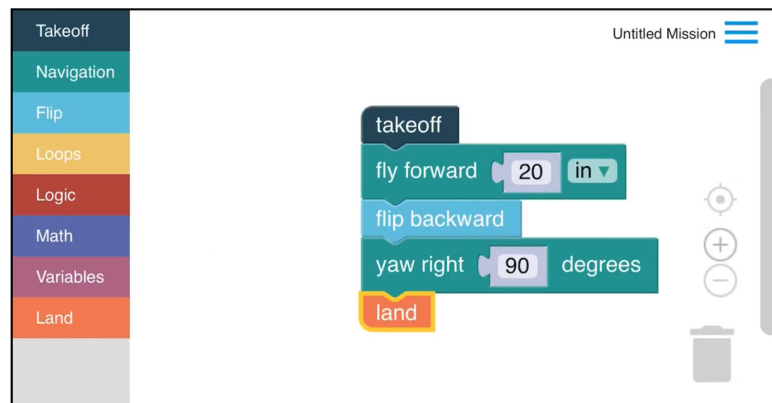 Takeoff
Navigation
Flip
Loops
Logic
Math
Variables
Land
Untitled Mission
takeoff
fly forward 20 in
flip backward
yaw right 90 degrees
land